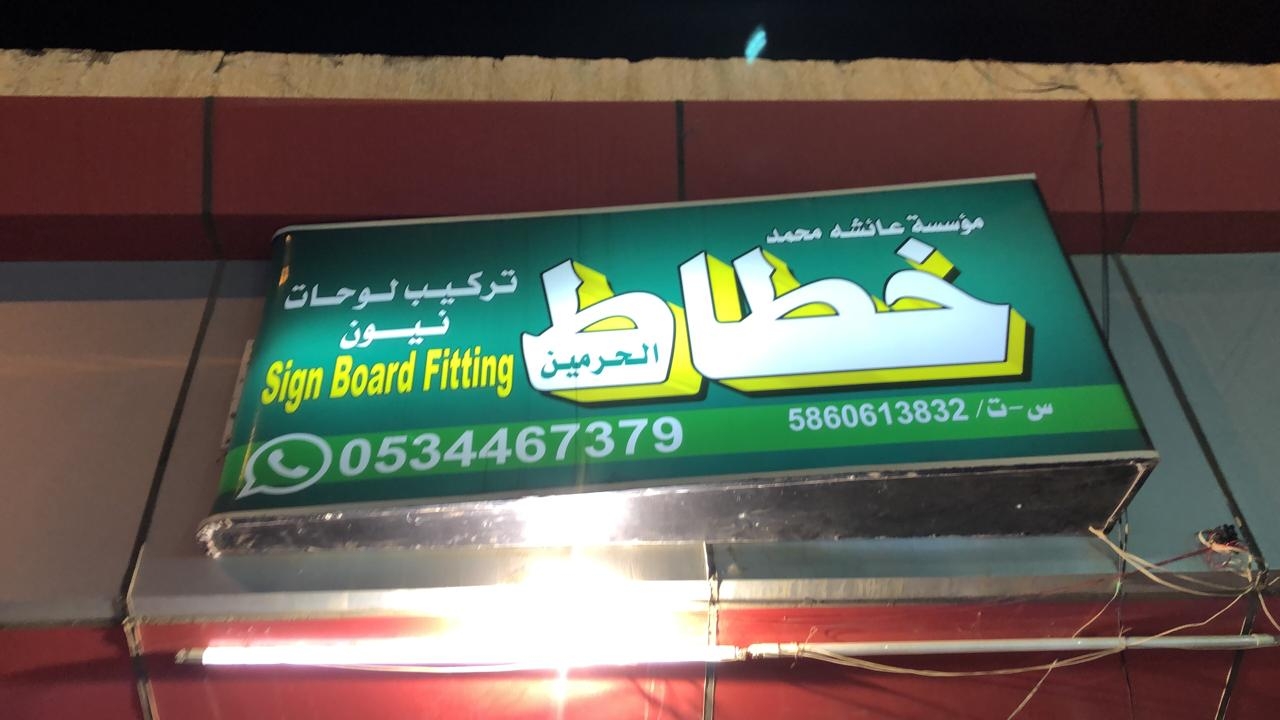 مؤسسة عائشه محمد
خطاط
الحرمين
تركيب لوحات
نيون
Sign Board Fitting
0534467379
س-ت/ 5860613832